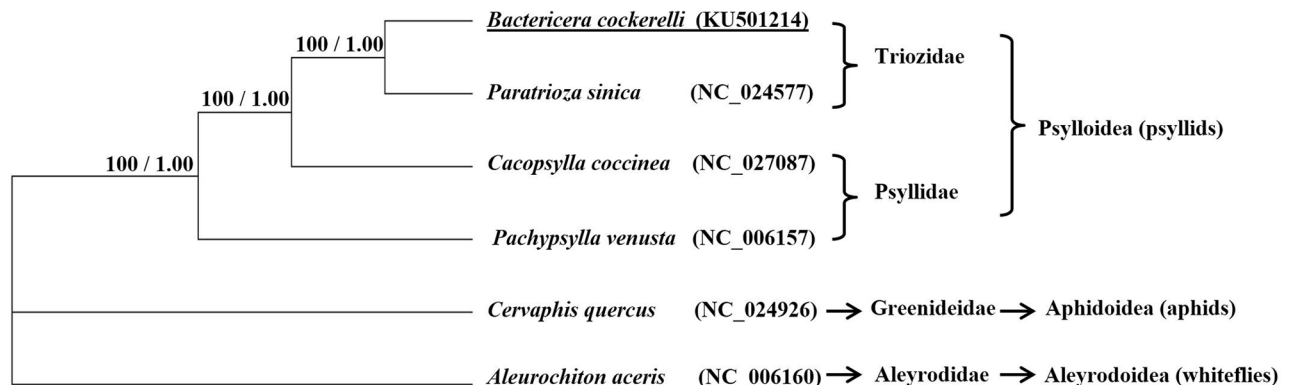 Bactericera cockerelli (KU501214)
100 / 1.00
Triozidae
Paratrioza sinica (NC_024577)
100 / 1.00
Psylloidea (psyllids)
Cacopsylla coccinea (NC_027087)
100 / 1.00
Psyllidae
Pachypsylla venusta (NC_006157)
Cervaphis quercus (NC_024926) Greenideidae Aphidoidea (aphids)
Aleurochiton aceris (NC_006160) Aleyrodidae Aleyrodoidea (whiteflies)